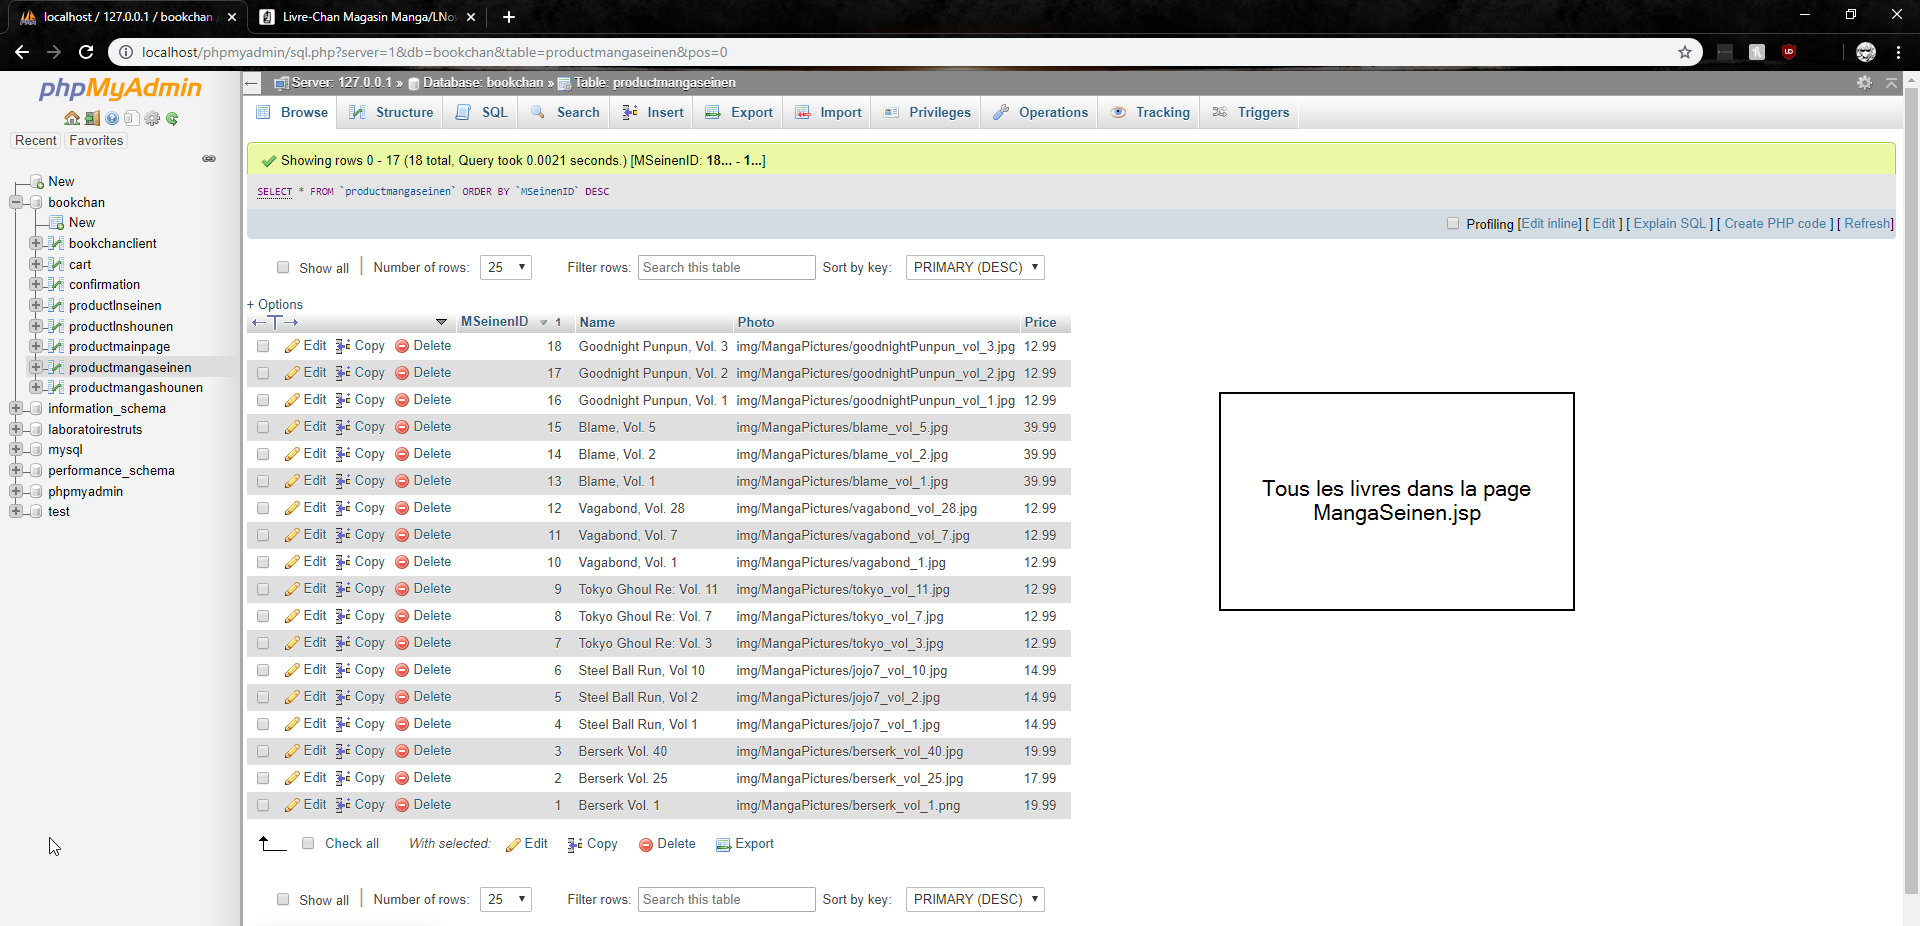 localhost / 127.0.0.1 / bookchan
Livre-Chan Magasin Manga/LNov
localhost/phpmyadmin/sql.php?server=1&db=bookchan&table=productmangaseinen&pos=0
phpMyAdmin
Server: 127.0.0.1 » Database: bookchan » Table: productmangaseinen
Browse Structure SQL Search Insert Export Import Privileges Operations Tracking Triggers
Recent Favorites
New
bookchan
New
bookchanclient
cart
confirmation
productlnseinen
productlnshounen
productmainpage
productmangaseinen
productmangashounen
information_schema
laboratoirestruts
mysql
performance_schema
phpmyadmin
test
Showing rows 0 - 17 (18 total, Query took 0.0021 seconds.) [MSeinenID: 18... - 1...]
SELECT * FROM `productmangaseinen` ORDER BY `MSeinenID` DESC
Profiling [Edit inline] [ Edit ] [ Explain SQL ] [ Create PHP code ] [ Refresh]
Show all Number of rows: 25 Filter rows: Search this table Sort by key: PRIMARY (DESC)
+ Options
MSeinenID 1 Name Photo Price
Edit Copy Delete 18 Goodnight Punpun, Vol. 3 img/MangaPictures/goodnightPunpun_vol_3.jpg 12.99
Edit Copy Delete 17 Goodnight Punpun, Vol. 2 img/MangaPictures/goodnightPunpun_vol_2.jpg 12.99
Edit Copy Delete 16 Goodnight Punpun, Vol. 1 img/MangaPictures/goodnightPunpun_vol_1.jpg 12.99
Edit Copy Delete 15 Blame, Vol. 5 img/MangaPictures/blame_vol_5.jpg 39.99
Edit Copy Delete 14 Blame, Vol. 2 img/MangaPictures/blame_vol_2.jpg 39.99
Edit Copy Delete 13 Blame, Vol. 1 img/MangaPictures/blame_vol_1.jpg 39.99
Edit Copy Delete 12 Vagabond, Vol. 28 img/MangaPictures/vagabond_vol_28.jpg 12.99
Edit Copy Delete 11 Vagabond, Vol. 7 img/MangaPictures/vagabond_vol_7.jpg 12.99
Edit Copy Delete 10 Vagabond, Vol. 1 img/MangaPictures/vagabond_1.jpg 12.99
Edit Copy Delete 9 Tokyo Ghoul Re: Vol. 11 img/MangaPictures/tokyo_vol_11.jpg 12.99
Edit Copy Delete 8 Tokyo Ghoul Re: Vol. 7 img/MangaPictures/tokyo_vol_7.jpg 12.99
Edit Copy Delete 7 Tokyo Ghoul Re: Vol. 3 img/MangaPictures/tokyo_vol_3.jpg 12.99
Edit Copy Delete 6 Steel Ball Run, Vol 10 img/MangaPictures/jojo7_vol_10.jpg 14.99
Edit Copy Delete 5 Steel Ball Run, Vol 2 img/MangaPictures/jojo7_vol_2.jpg 14.99
Edit Copy Delete 4 Steel Ball Run, Vol 1 img/MangaPictures/jojo7_vol_1.jpg 14.99
Edit Copy Delete 3 Berserk Vol. 40 img/MangaPictures/berserk_vol_40.jpg 19.99
Edit Copy Delete 2 Berserk Vol. 25 img/MangaPictures/berserk_vol_25.jpg 17.99
Edit Copy Delete 1 Berserk Vol. 1 img/MangaPictures/berserk_vol_1.png 19.99
Check all With selected: Edit Copy Delete Export
Show all Number of rows: 25 Filter rows: Search this table Sort by key: PRIMARY (DESC)
Tous les livres dans la page
MangaSeinen.jsp